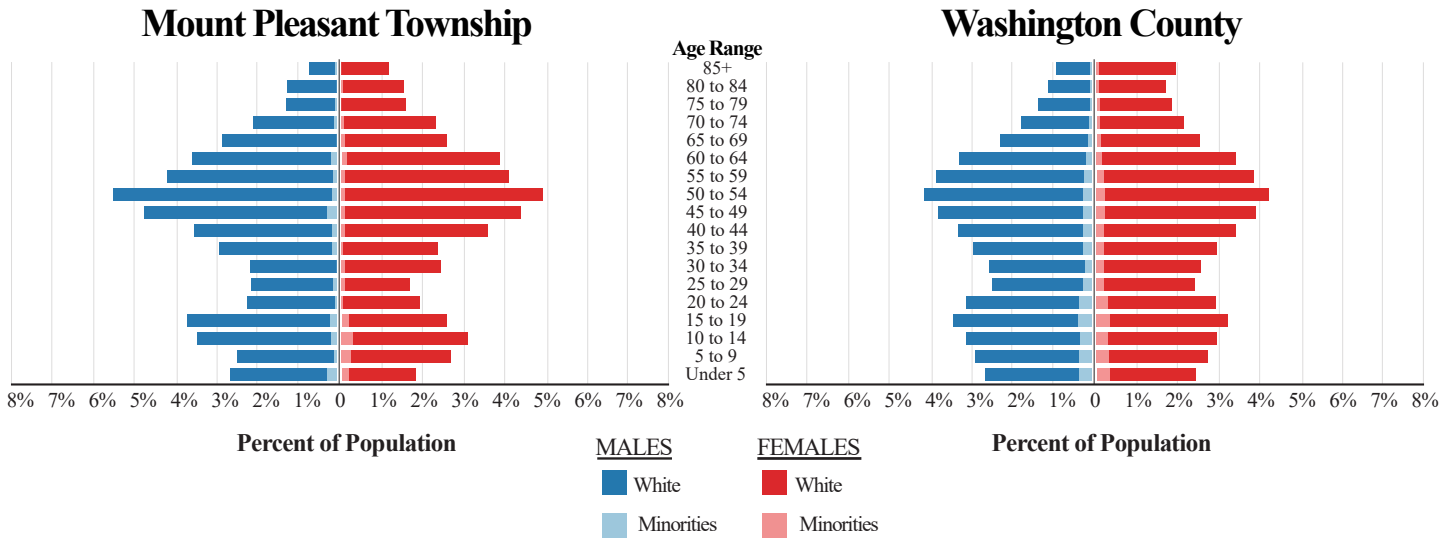 Mount Pleasant Township
Washington County
Age Range
85+
80 to 84
75 to 79
70 to 74
65 to 69
60 to 64
55 to 59
50 to 54
45 to 49
40 to 44
35 to 39
30 to 34
25 to 29
20 to 24
15 to 19
10 to 14
5 to 9
Under 5
8% 7% 6% 5% 4% 3% 2% 1% 0 1% 2% 3% 4% 5% 6% 7% 8%
8% 7% 6% 5% 4% 3% 2% 1% 0 1% 2% 3% 4% 5% 6% 7% 8%
Percent of Population
Percent of Population
MALES FEMALES
White White
Minorities Minorities